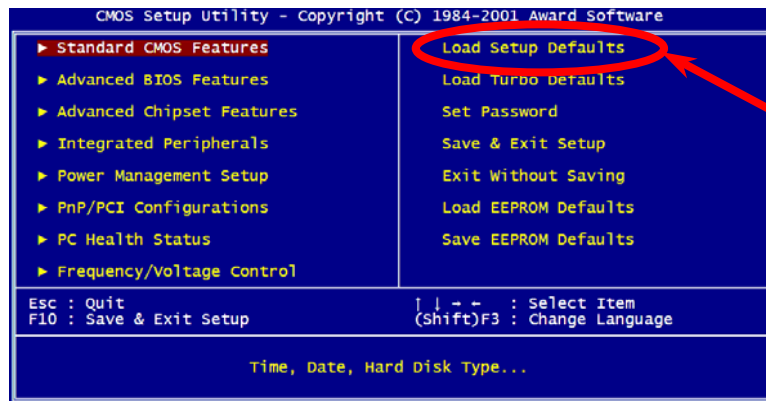 CMOS Setup Utility - Copyright (C) 1984-2001 Award Software
► Standard CMOS Features
► Advanced BIOS Features
► Advanced Chipset Features
► Integrated Peripherals
► Power Management Setup
► PnP/PCI Configurations
► PC Health Status
► Frequency/Voltage Control
Load Setup Defaults
Load Turbo Defaults
Set Password
Save & Exit Setup
Exit Without Saving
Load EEPROM Defaults
Save EEPROM Defaults
Esc : Quit
F10 : Save & Exit Setup
↑ ↓ → ← : Select Item
(Shift)F3 : Change Language
Time, Date, Hard Disk Type...